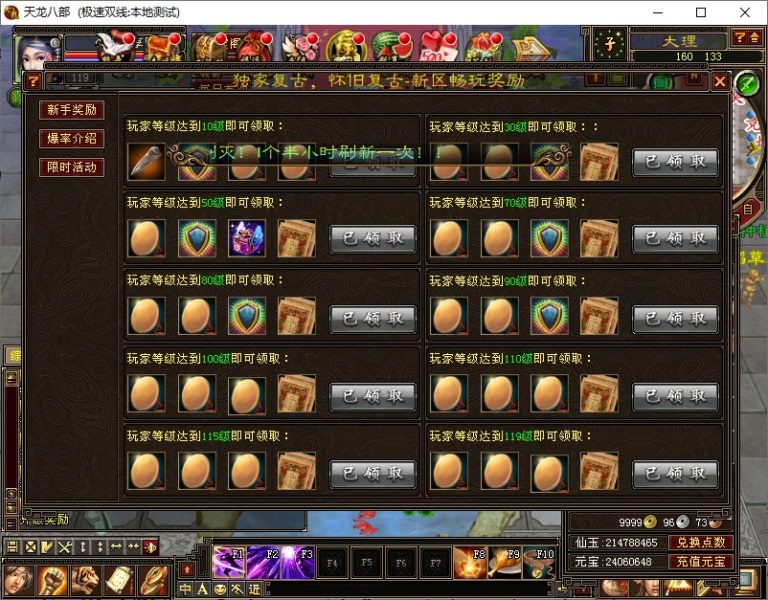 天龙八部 (极速双线:本地测试)
大理
160 133
119
独家复古，怀旧复古-新区畅玩奖励
新手奖励
爆率介绍
限时活动
玩家等级达到10级即可领取：
玩家等级达到30级即可领取：：
灭！1个半小时刷新一次！！
已领取
玩家等级达到50级即可领取：
已领取
玩家等级达到70级即可领取：
已领取
玩家等级达到80级即可领取：
已领取
玩家等级达到90级即可领取：
已领取
玩家等级达到100级即可领取：
已领取
玩家等级达到110级即可领取：
已领取
玩家等级达到115级即可领取：
已领取
玩家等级达到119级即可领取：
已领取
自
综
奖励
9999 96 73
仙玉:214788465 兑换点数
元宝:24060648 充值元宝
F1 F2 F3 F4 F5 F6 F7 F8 F9 F10
中 A 不 近